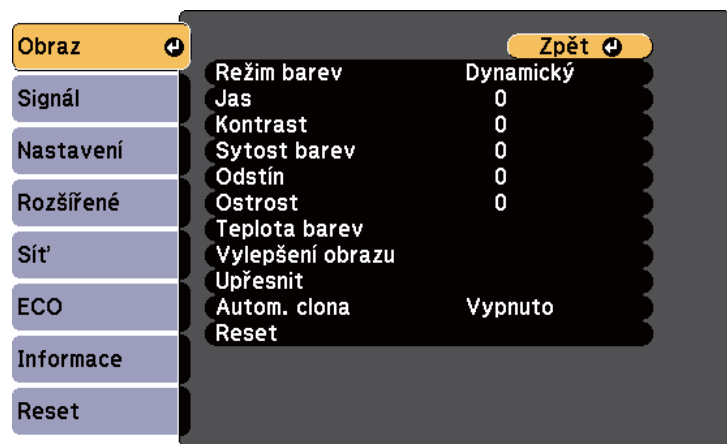 Obraz
Signál
Nastavení
Rozšířené
Síť
ECO
Informace
Reset
Zpět
Režim barev Dynamický
Jas 0
Kontrast 0
Sytost barev 0
Odstín 0
Ostrost 0
Teplota barev
Vylepšení obrazu
Upřesnit
Autom. clona Vypnuto
Reset